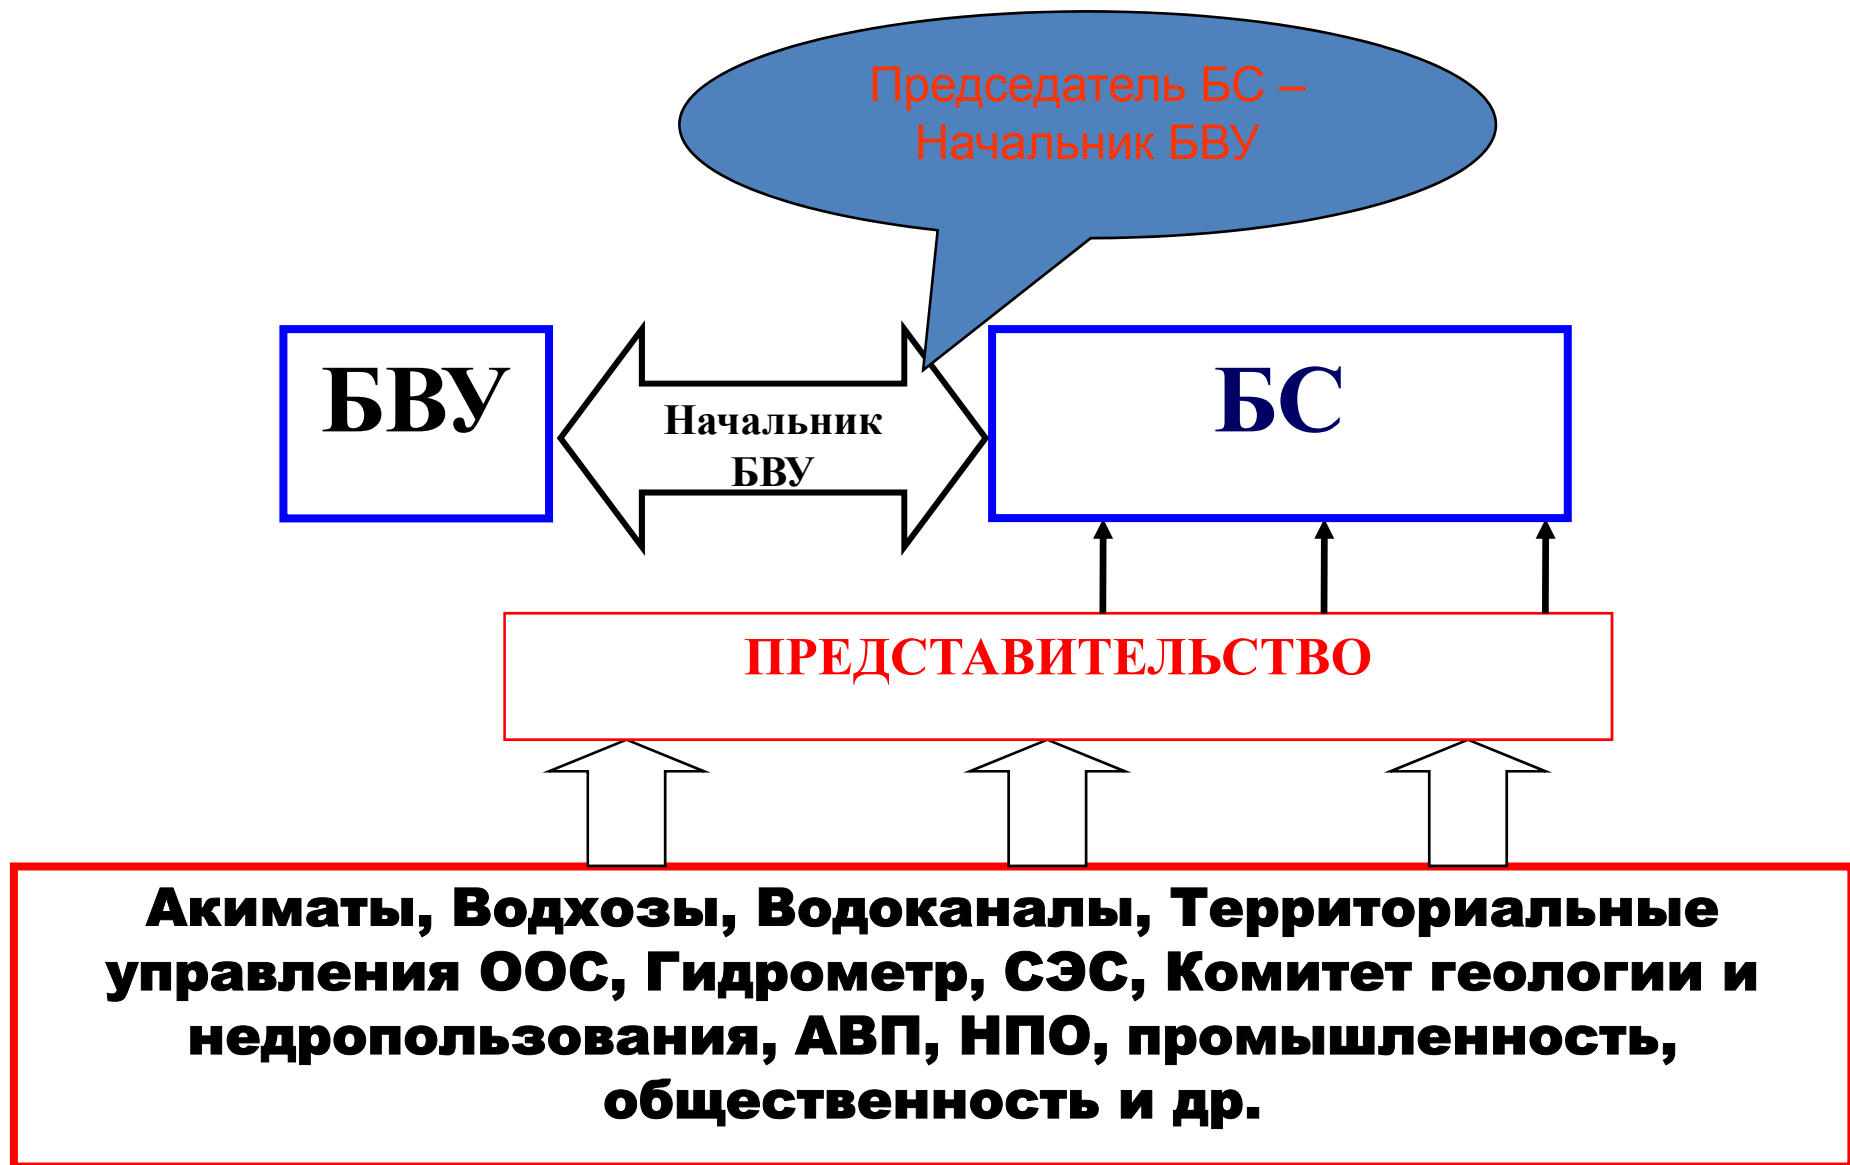 Председатель БС –
Начальник БВУ
БВУ
Начальник
БВУ
БС
ПРЕДСТАВИТЕЛЬСТВО
Акиматы, Водхозы, Водоканалы, Территориальные
управления ООС, Гидрометр, СЭС, Комитет геологии и
недропользования, АВП, НПО, промышленность,
общественность и др.